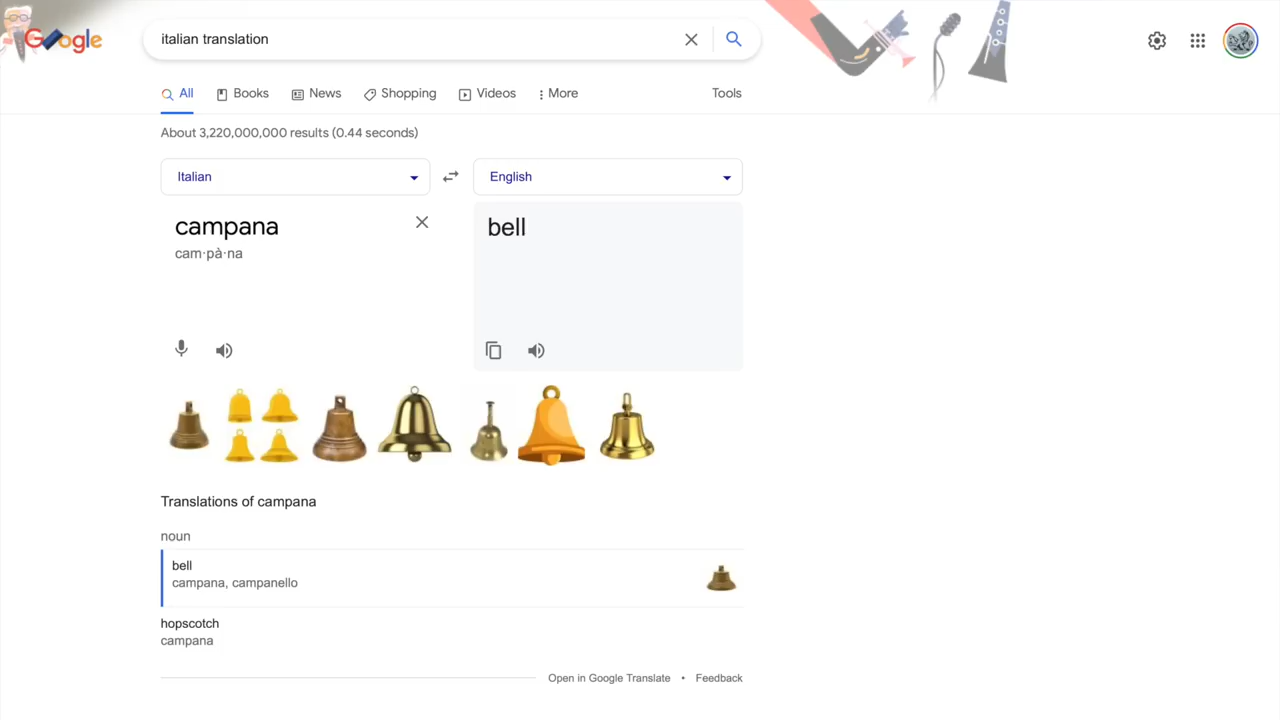 Google
italian translation
All Books News Shopping Videos More Tools
About 3,220,000,000 results (0.44 seconds)
Italian English
campana bell
cam·pà·na
Translations of campana
noun
bell
campana, campanello
hopscotch
campana
Open in Google Translate • Feedback